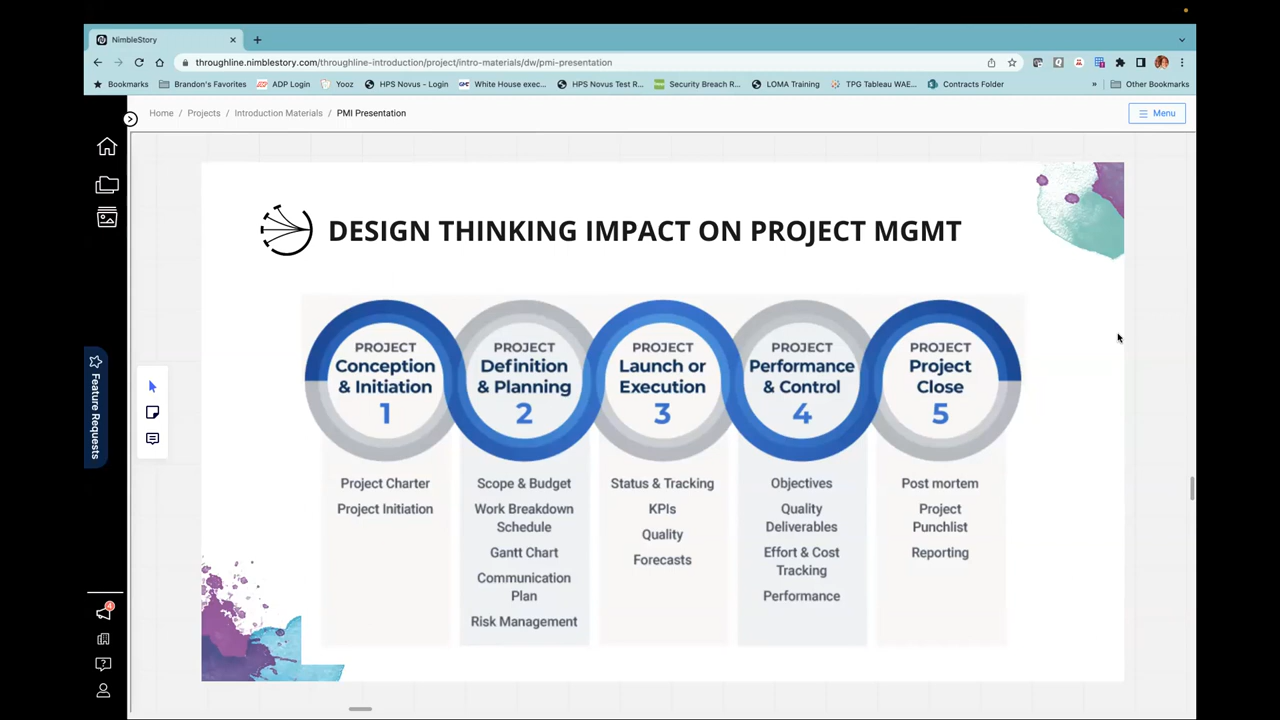 NimbleStory
throughline.nimblestory.com/throughline-introduction/project/intro-materials/dw/pmi-presentation
Bookmarks
Brandon's Favorites
ADP Login
Yooz
HPS Novus - Login
White House exec...
HPS Novus Test R...
Security Breach R...
LOMA Training
TPG Tableau WAE...
Contracts Folder
»
Other Bookmarks
Home / Projects / Introduction Materials / PMI Presentation
Menu
Feature Requests
4
DESIGN THINKING IMPACT ON PROJECT MGMT
PROJECT
Conception
& Initiation
1
Project Charter
Project Initiation
PROJECT
Definition
& Planning
2
Scope & Budget
Work Breakdown
Schedule
Gantt Chart
Communication
Plan
Risk Management
PROJECT
Launch or
Execution
3
Status & Tracking
KPIs
Quality
Forecasts
PROJECT
Performance
& Control
4
Objectives
Quality
Deliverables
Effort & Cost
Tracking
Performance
PROJECT
Project
Close
5
Post mortem
Project
Punchlist
Reporting